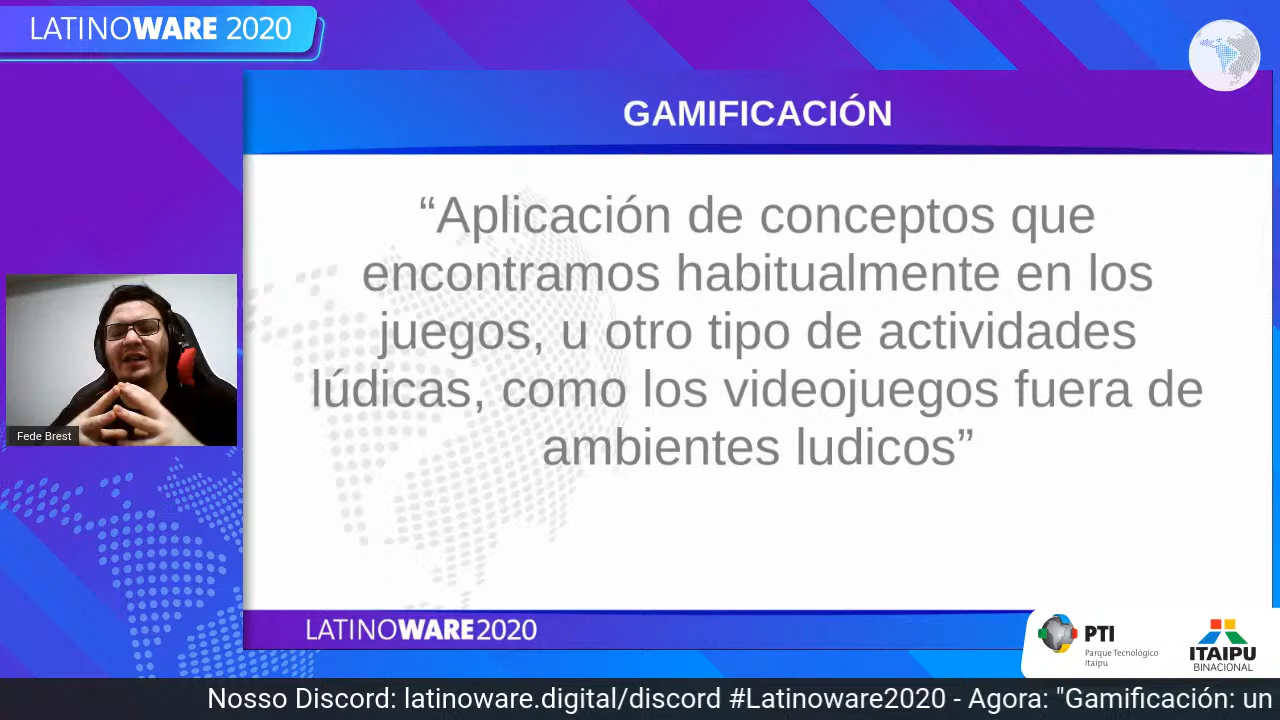 LATINOWARE 2020
GAMIFICACIÓN
“Aplicación de conceptos que
encontramos habitualmente en los
juegos, u otro tipo de actividades
lúdicas, como los videojuegos fuera de
ambientes ludicos”
Fede Brest
LATINOWARE2020
PTI
Parque Tecnológico
Itaipu
ITAIPU
BINACIONAL
Nosso Discord: latinoware.digital/discord #Latinoware2020 - Agora: "Gamificación: un